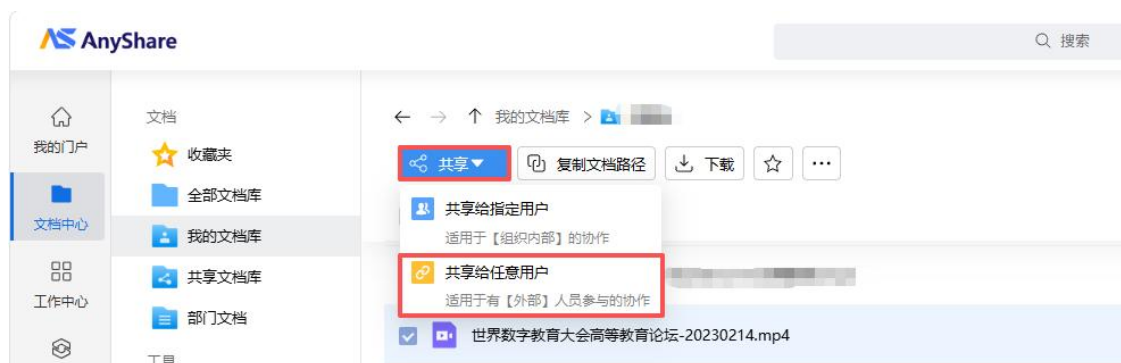 AnyShare
搜索
我的门户
文档中心
工作中心
文档
收藏夹
全部文档库
我的文档库
共享文档库
部门文档
工具
← → ↑ 我的文档库 >
共享▼ 复制文档路径 下载 ...
共享给指定用户
适用于【组织内部】的协作
共享给任意用户
适用于有【外部】人员参与的协作
世界数字教育大会高等教育论坛-20230214.mp4